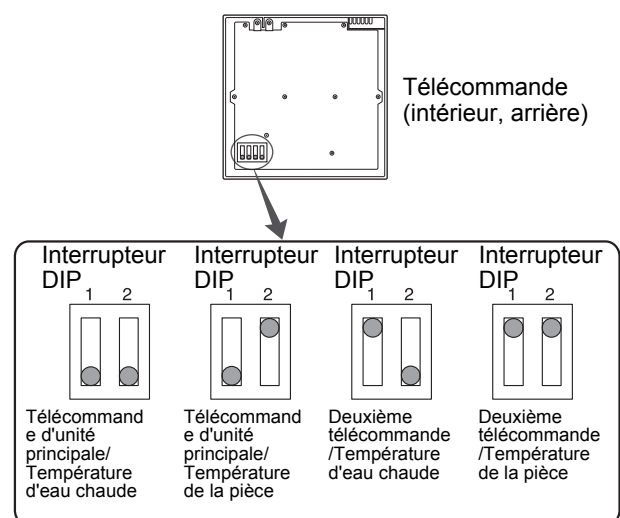 Télécommande
(intérieur, arrière)
Interrupteur
DIP
1 2
Télécommand
e d'unité
principale/
Température
d'eau chaude
Interrupteur
DIP
1 2
Télécommand
e d'unité
principale/
Température
de la pièce
Interrupteur
DIP
1 2
Deuxième
télécommande
/Température
d'eau chaude
Interrupteur
DIP
1 2
Deuxième
télécommande
/Température
de la pièce